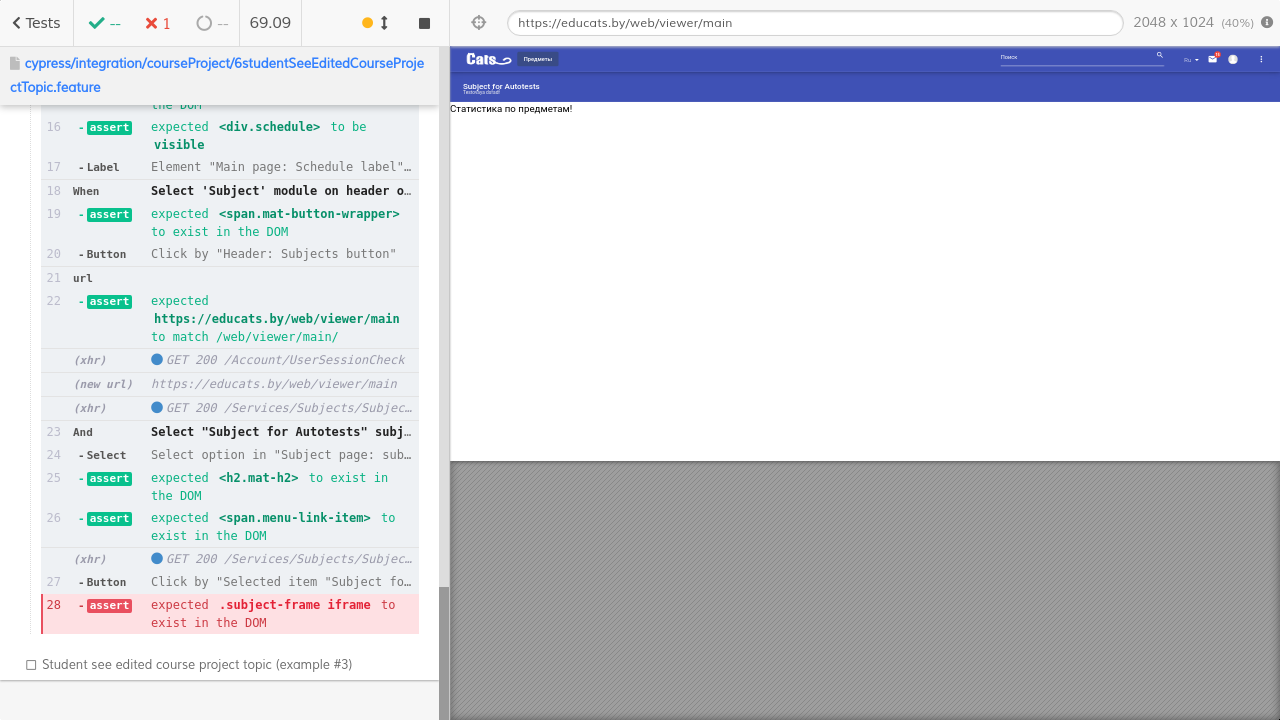 Tests
--
1
--
69.09
https://educats.by/web/viewer/main
2048 x 1024 (40%)
cypress/integration/courseProject/6studentSeeEditedCourseProje
ctTopic.feature
the DOM
16 - assert expected <div.schedule> to be
visible
17 - Label Element "Main page: Schedule label"…
18 When Select 'Subject' module on header o…
19 - assert expected <span.mat-button-wrapper>
to exist in the DOM
20 - Button Click by "Header: Subjects button"
21 url
22 - assert expected
https://educats.by/web/viewer/main
to match /web/viewer/main/
(xhr) GET 200 /Account/UserSessionCheck
(new url) https://educats.by/web/viewer/main
(xhr) GET 200 /Services/Subjects/Subjec…
23 And Select "Subject for Autotests" subj…
24 - Select Select option in "Subject page: sub…
25 - assert expected <h2.mat-h2> to exist in
the DOM
26 - assert expected <span.menu-link-item> to
exist in the DOM
(xhr) GET 200 /Services/Subjects/Subjec…
27 - Button Click by "Selected item "Subject fo…
28 - assert expected .subject-frame iframe to
exist in the DOM
Student see edited course project topic (example #3)
Cats
Предметы
Поиск
Ru
Subject for Autotests
Статистика по предметам!